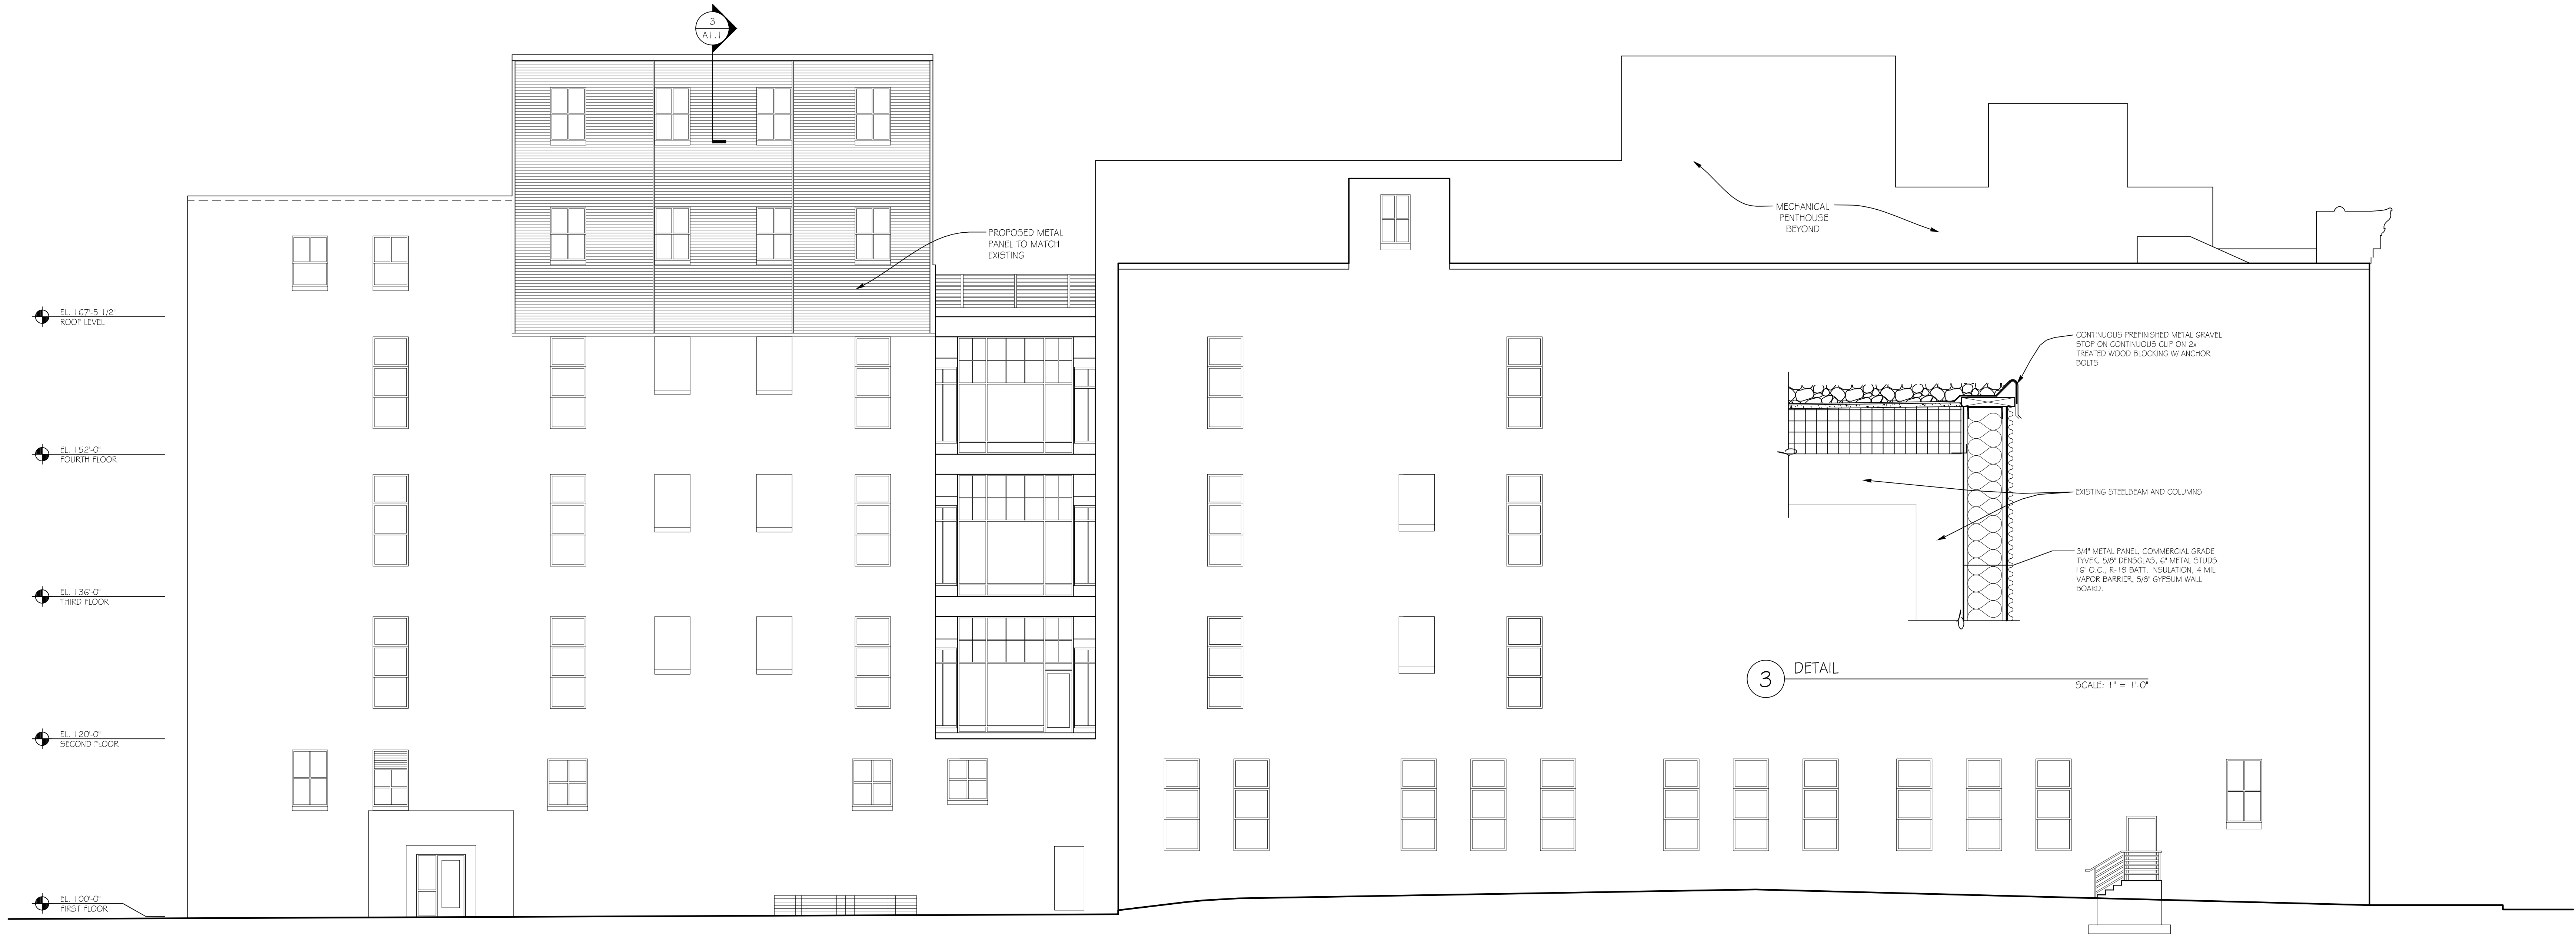 3
A1.1
PROPOSED METAL
PANEL TO MATCH
EXISTING
MECHANICAL
PENTHOUSE
BEYOND
EL. 167'-5 1/2"
ROOF LEVEL
EL. 152'-0"
FOURTH FLOOR
EL. 136'-0"
THIRD FLOOR
EL. 120'-0"
SECOND FLOOR
EL. 100'-0"
FIRST FLOOR
CONTINUOUS PREFINISHED METAL GRAVEL
STOP ON CONTINUOUS CLIP ON 2x
TREATED WOOD BLOCKING W/ ANCHOR
BOLTS
EXISTING STEELBEAM AND COLUMNS
3/4" METAL PANEL, COMMERCIAL GRADE
TYVEK, 5/8" DENSGLAS, 6" METAL STUDS
16" O.C., R-19 BATT. INSULATION, 4 MIL
VAPOR BARRIER, 5/8" GYPSUM WALL
BOARD.
3 DETAIL
SCALE: 1" = 1'-0"